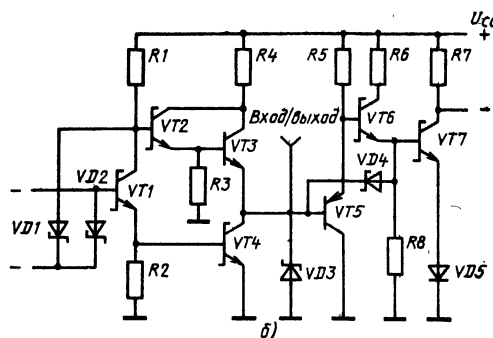 Ucc +
R1
R4
R5
R6
R7
Вход/выход
VT2
VT6
VD2
VT3
VD4
VT7
VT1
R3
VD1
VT5
VT4
R8
R2
VD3
VD5
б)